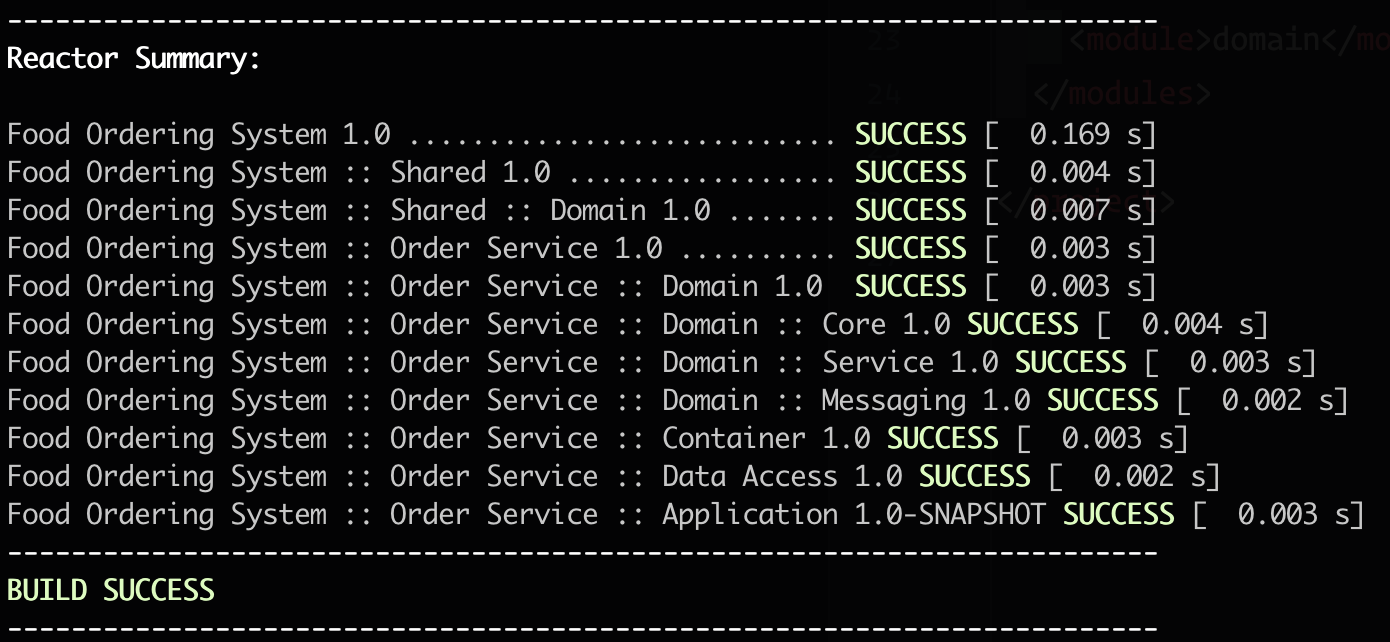 ------------------------------------------------------------------------
Reactor Summary:
Food Ordering System 1.0 ........................... SUCCESS [  0.169 s]
Food Ordering System :: Shared 1.0 ................. SUCCESS [  0.004 s]
Food Ordering System :: Shared :: Domain 1.0 ....... SUCCESS [  0.007 s]
Food Ordering System :: Order Service 1.0 .......... SUCCESS [  0.003 s]
Food Ordering System :: Order Service :: Domain 1.0  SUCCESS [  0.003 s]
Food Ordering System :: Order Service :: Domain :: Core 1.0 SUCCESS [  0.004 s]
Food Ordering System :: Order Service :: Domain :: Service 1.0 SUCCESS [  0.003 s]
Food Ordering System :: Order Service :: Domain :: Messaging 1.0 SUCCESS [  0.002 s]
Food Ordering System :: Order Service :: Container 1.0 SUCCESS [  0.003 s]
Food Ordering System :: Order Service :: Data Access 1.0 SUCCESS [  0.002 s]
Food Ordering System :: Order Service :: Application 1.0-SNAPSHOT SUCCESS [  0.003 s]
------------------------------------------------------------------------
BUILD SUCCESS
------------------------------------------------------------------------
23 <module>domain</mo
24 </modules>